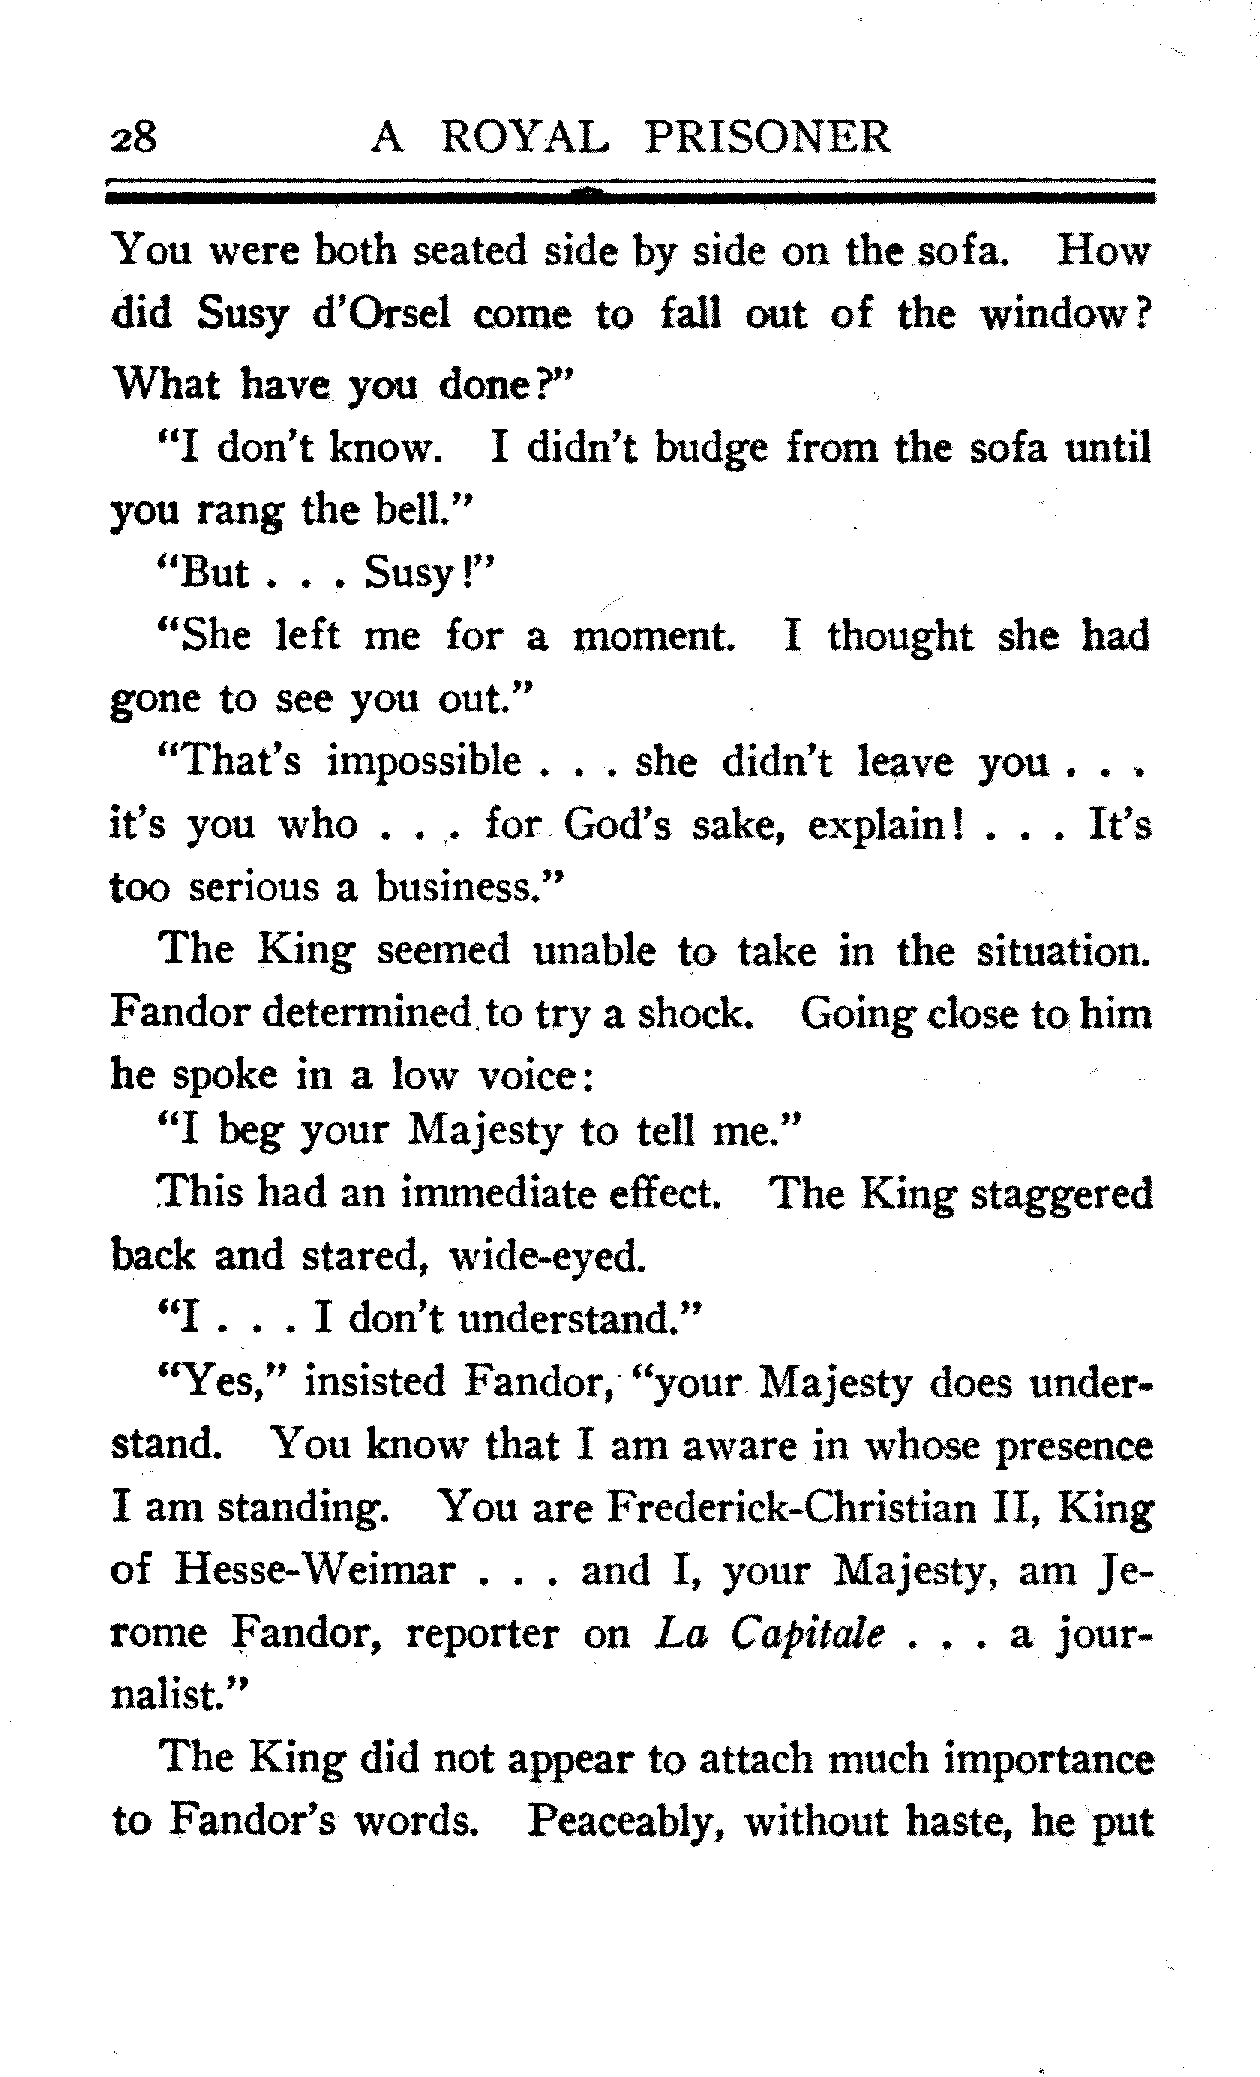 28 A ROYAL PRISONER
You were both seated side by side on the sofa. How
did Susy d'Orsel come to fall out of the window?
What have you done?"
"I don't know. I didn't budge from the sofa until
you rang the bell."
"But . . . Susy!"
"She left me for a moment. I thought she had
gone to see you out."
"That's impossible . . . she didn't leave you . . .
it's you who . . . for God's sake, explain! . . . It's
too serious a business."
The King seemed unable to take in the situation.
Fandor determined to try a shock. Going close to him
he spoke in a low voice:
"I beg your Majesty to tell me."
This had an immediate effect. The King staggered
back and stared, wide-eyed.
"I . . . I don't understand."
"Yes," insisted Fandor, "your Majesty does under-
stand. You know that I am aware in whose presence
I am standing. You are Frederick-Christian II, King
of Hesse-Weimar . . . and I, your Majesty, am Je-
rome Fandor, reporter on La Capitale . . . a jour-
nalist."
The King did not appear to attach much importance
to Fandor's words. Peaceably, without haste, he put